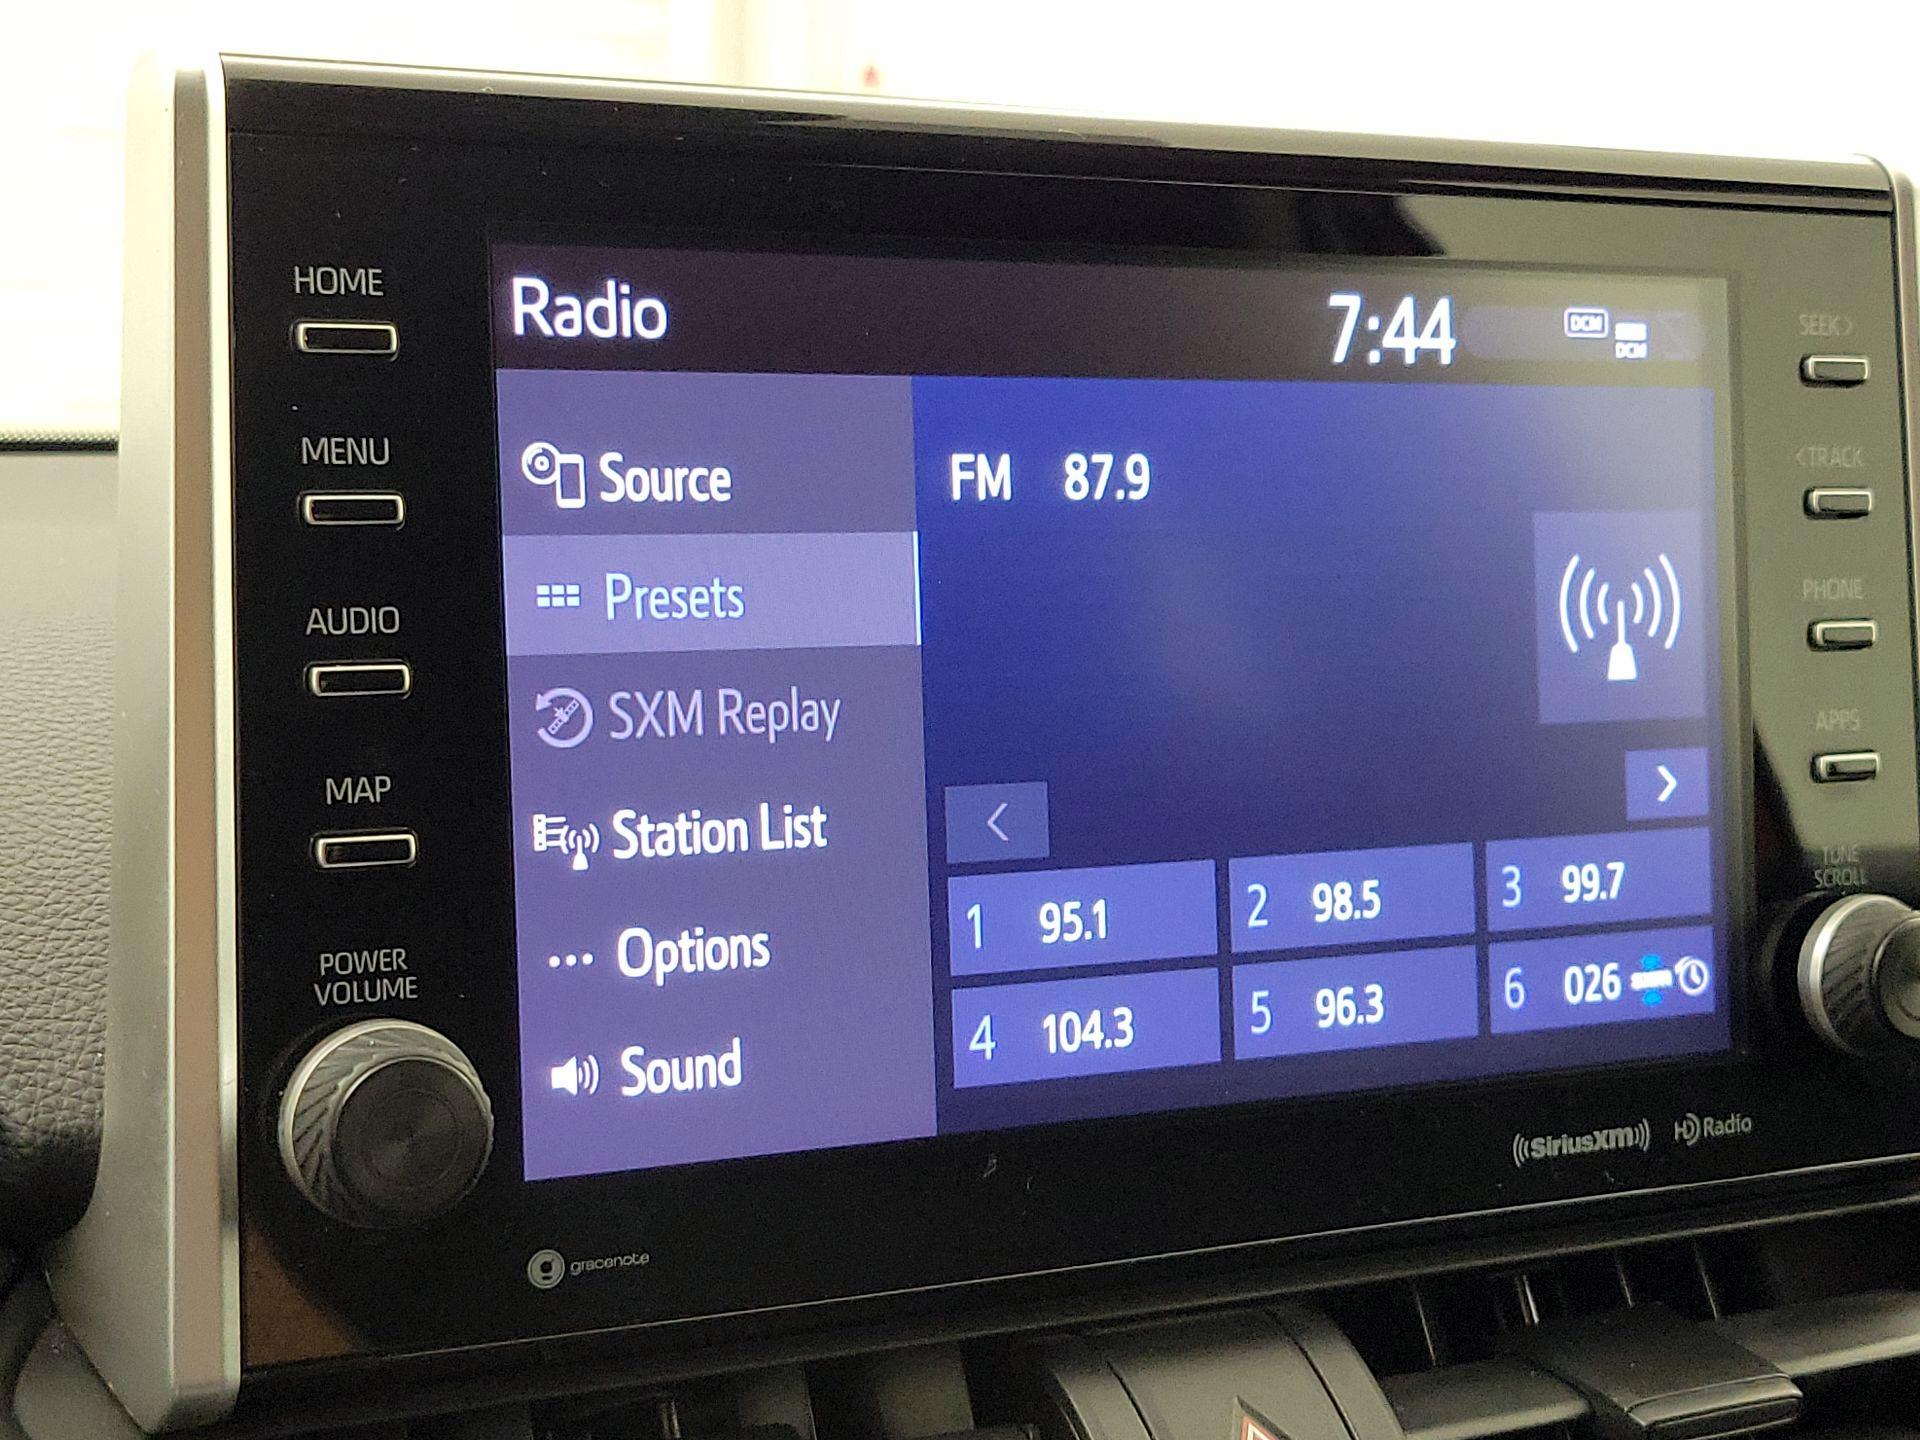 HOME
MENU
AUDIO
MAP
POWER
VOLUME
Radio
7:44
DCM
DCM
Source
Presets
SXM Replay
Station List
... Options
Sound
FM 87.9
<
>
1 95.1
2 98.5
3 99.7
4 104.3
5 96.3
6 026
SEEK>
<TRACK
PHONE
APPS
TUNE
SCROLL
((SiriusXM))
HD Radio
gracenote